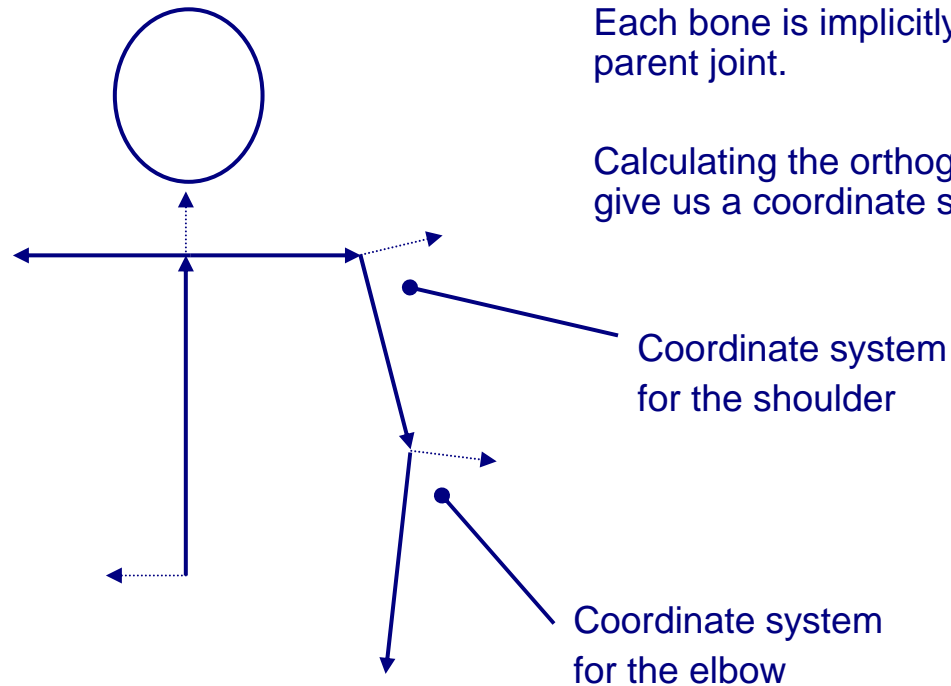 Each bone is implicitly
parent joint.
Calculating the orthog
give us a coordinate s
Coordinate system
for the shoulder
Coordinate system
for the elbow